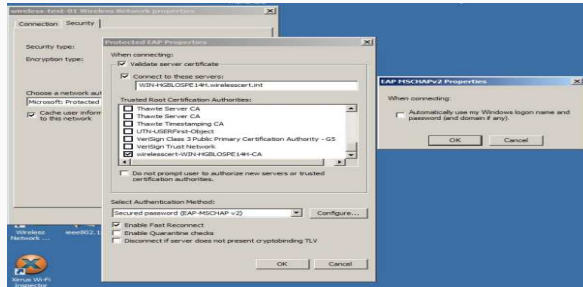 wireless-test-01 Wireless Network properties
Connection Security
Security type:
Encryption type:
Choose a network aut
Microsoft: Protected
Cache user inform
to this network
Protected EAP Properties
When connecting:
Validate server certificate
Connect to these servers:
WIN-HGBLOSPE14H.wirelesscert.int
Trusted Root Certification Authorities:
Thawte Server CA
Thawte Server CA
Thawte Timestamping CA
UTN-USERFirst-Object
VeriSign Class 3 Public Primary Certification Authority - G5
VeriSign Trust Network
wirelesscert-WIN-HGBLOSPE14H-CA
Do not prompt user to authorize new servers or trusted
certification authorities.
Select Authentication Method:
Secured password (EAP-MSCHAP v2)
Configure...
Enable Fast Reconnect
Enable Quarantine checks
Disconnect if server does not present cryptobinding TLV
OK Cancel
EAP MSCHAPv2 Properties
When connecting:
Automatically use my Windows logon name and
password (and domain if any).
OK Cancel
Wireless
Network ...
ieee802.1
Xirrus Wi-Fi
Inspector